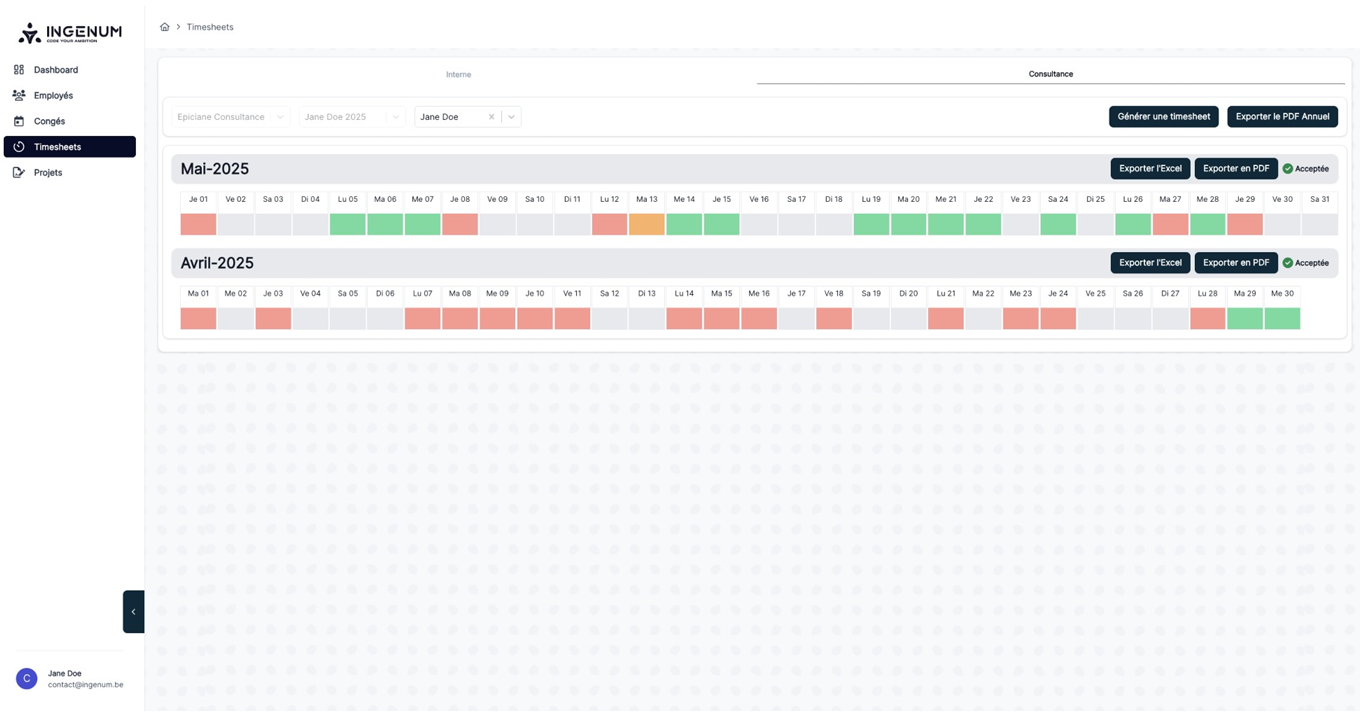 INGENUM
CODE YOUR AMBITION
Dashboard
Employés
Congés
Timesheets
Projets
Timesheets
Interne
Consultance
Epiciane Consultance
Jane Doe 2025
Jane Doe
Générer une timesheet
Exporter le PDF Annuel
Mai-2025
Exporter l'Excel
Exporter en PDF
Acceptée
Je 01 Ve 02 Sa 03 Di 04 Lu 05 Ma 06 Me 07 Je 08 Ve 09 Sa 10 Di 11 Lu 12 Ma 13 Me 14 Je 15 Ve 16 Sa 17 Di 18 Lu 19 Ma 20 Me 21 Je 22 Ve 23 Sa 24 Di 25 Lu 26 Ma 27 Me 28 Je 29 Ve 30 Sa 31
Avril-2025
Exporter l'Excel
Exporter en PDF
Acceptée
Ma 01 Me 02 Je 03 Ve 04 Sa 05 Di 06 Lu 07 Ma 08 Me 09 Je 10 Ve 11 Sa 12 Di 13 Lu 14 Ma 15 Me 16 Je 17 Ve 18 Sa 19 Di 20 Lu 21 Ma 22 Me 23 Je 24 Ve 25 Sa 26 Di 27 Lu 28 Ma 29 Me 30
C
Jane Doe
contact@ingenum.be